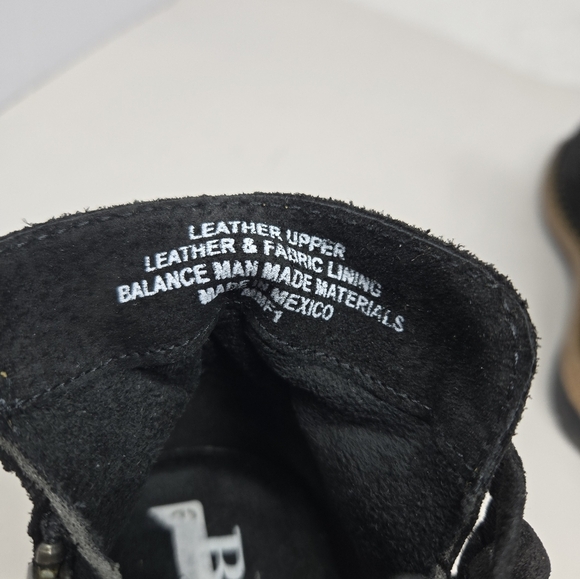 LEATHER UPPER
LEATHER & FABRIC LINING
BALANCE MAN MADE MATERIALS
MADE IN MEXICO
B